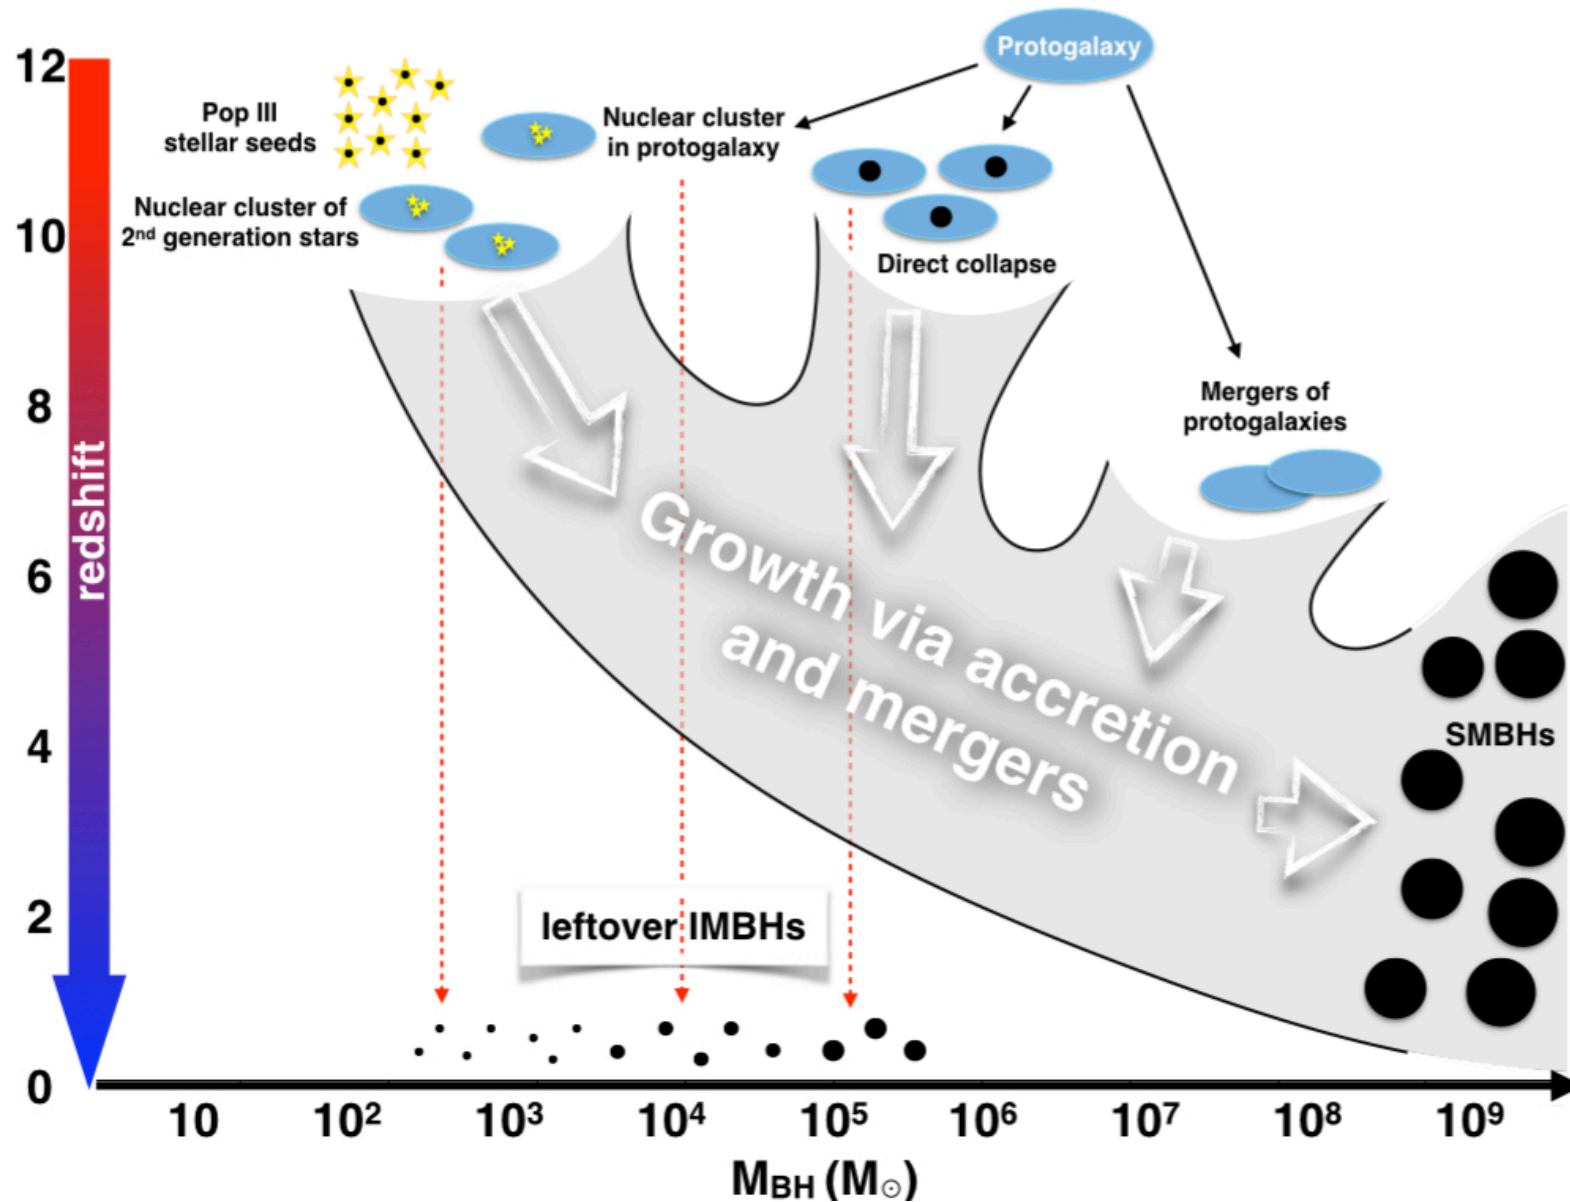 Protogalaxy
12
Pop III
stellar seeds
Nuclear cluster
in protogalaxy
Nuclear cluster of
2ⁿᵈ generation stars
10
Direct collapse
8
Mergers of
protogalaxies
redshift
6
Growth via accretion
and mergers
4
SMBHs
2
leftover IMBHs
0
10 10² 10³ 10⁴ 10⁵ 10⁶ 10⁷ 10⁸ 10⁹
M_BH (M_☉)